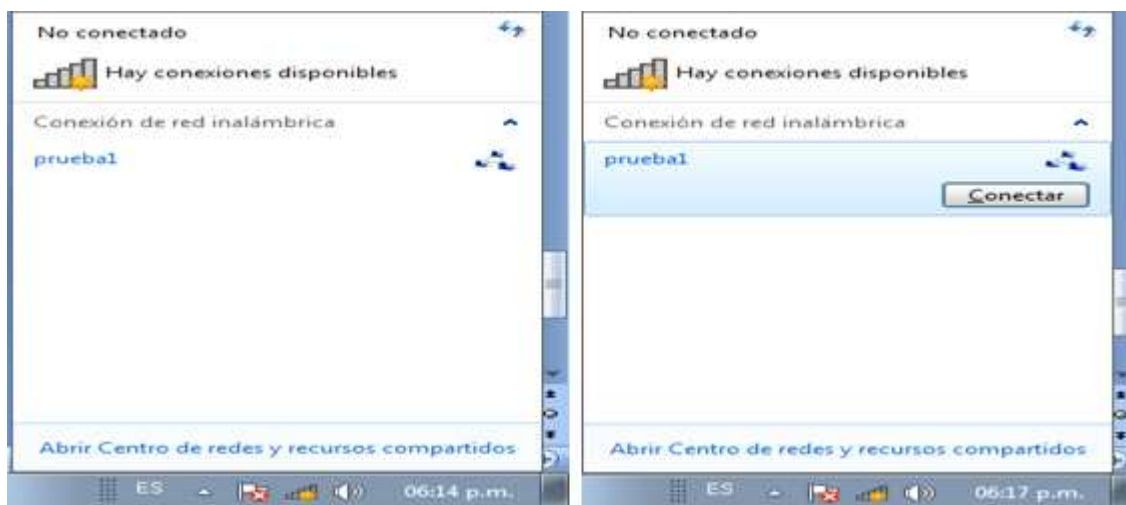 No conectado
Hay conexiones disponibles
Conexión de red inalámbrica
prueba1
Abrir Centro de redes y recursos compartidos
ES
06:14 p.m.
No conectado
Hay conexiones disponibles
Conexión de red inalámbrica
prueba1
Conectar
Abrir Centro de redes y recursos compartidos
ES
06:17 p.m.